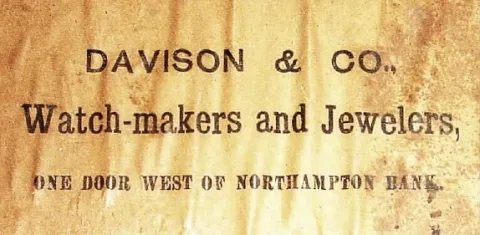 DAVISON & CO.,
Watch-makers and Jewelers,
ONE DOOR WEST OF NORTHAMPTON BANK.